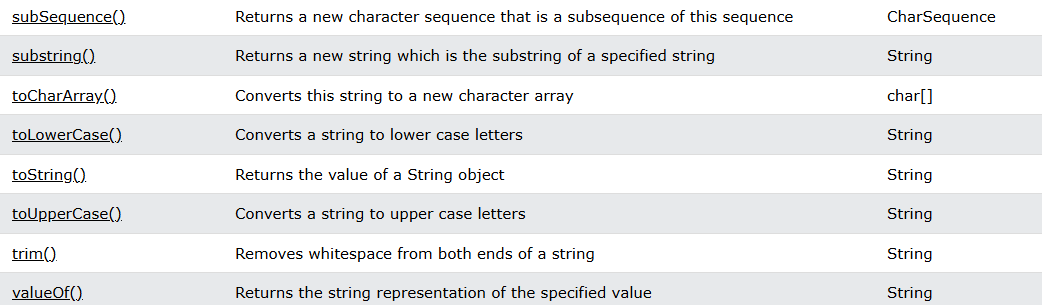 subSequence() Returns a new character sequence that is a subsequence of this sequence CharSequence
substring() Returns a new string which is the substring of a specified string String
toCharArray() Converts this string to a new character array char[]
toLowerCase() Converts a string to lower case letters String
toString() Returns the value of a String object String
toUpperCase() Converts a string to upper case letters String
trim() Removes whitespace from both ends of a string String
valueOf() Returns the string representation of the specified value String